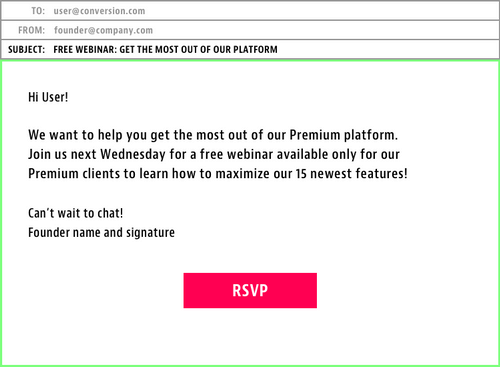 TO: user@conversion.com
FROM: founder@company.com
SUBJECT: FREE WEBINAR: GET THE MOST OUT OF OUR PLATFORM
Hi User!
We want to help you get the most out of our Premium platform.
Join us next Wednesday for a free webinar available only for our
Premium clients to learn how to maximize our 15 newest features!
Can't wait to chat!
Founder name and signature
RSVP